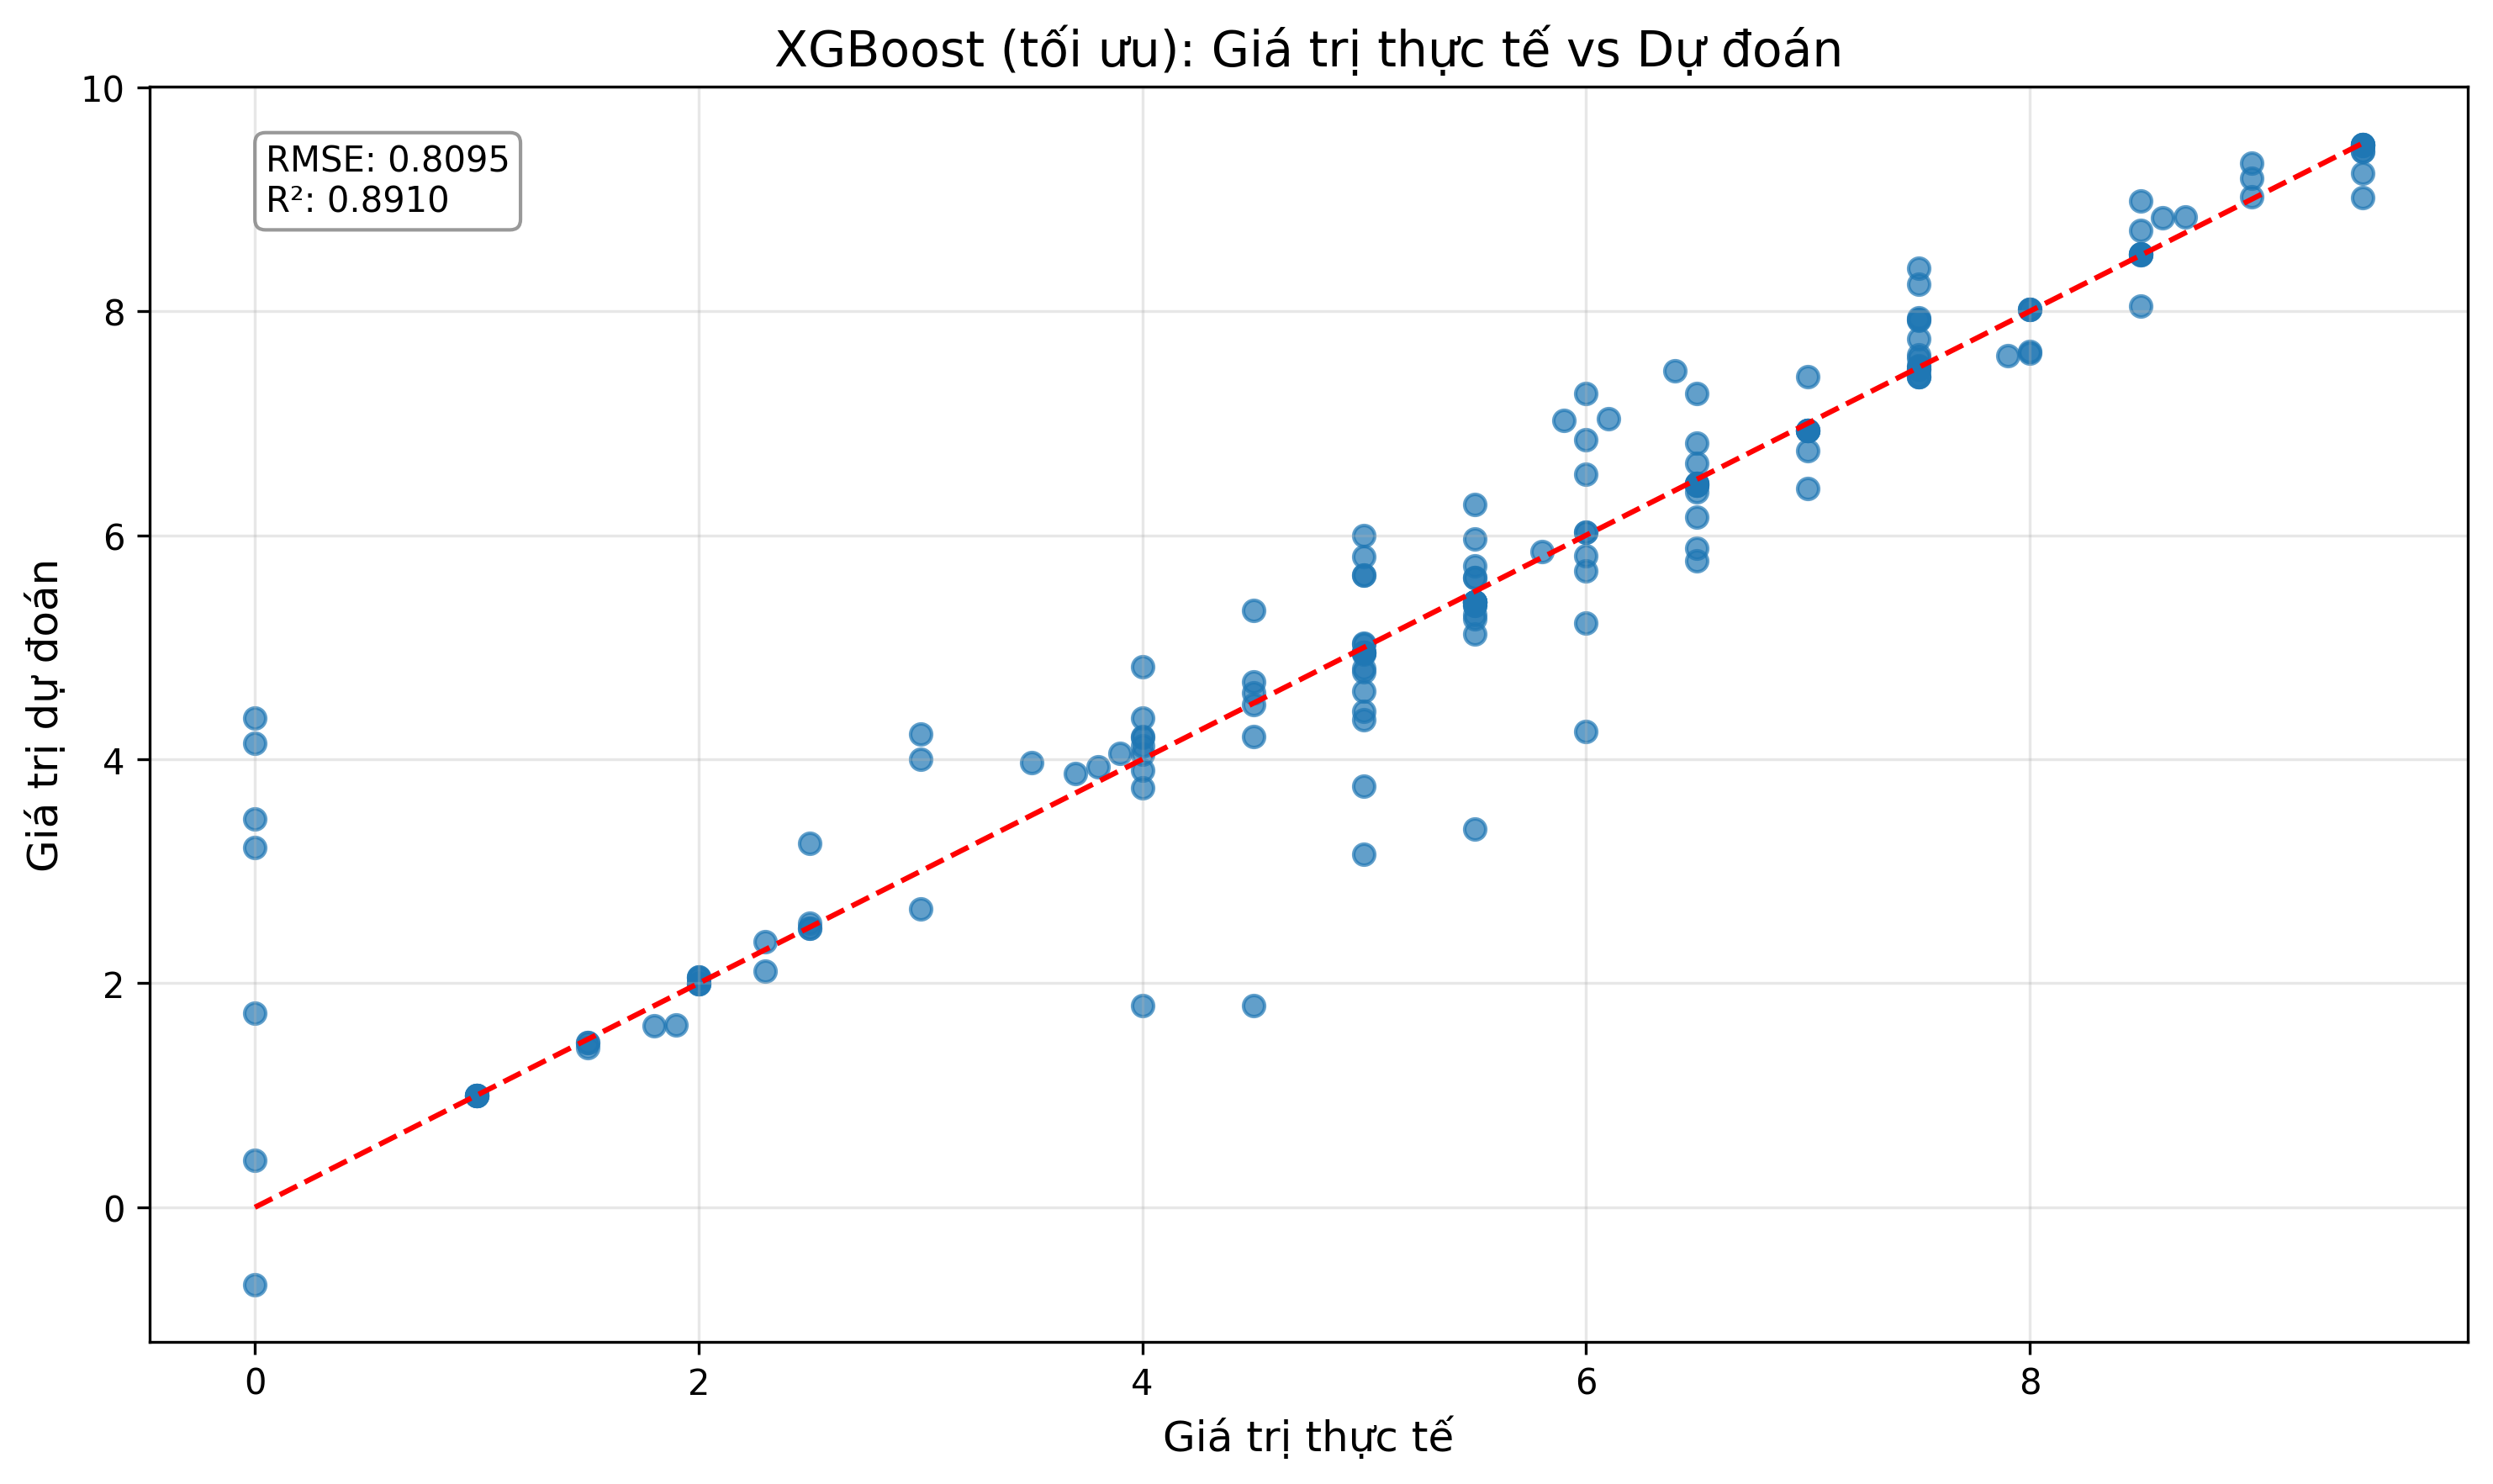 XGBoost (tối ưu): Giá trị thực tế vs Dự đoán
RMSE: 0.8095
R²: 0.8910
Giá trị dự đoán
10
8
6
4
2
0
0
2
4
6
8
Giá trị thực tế